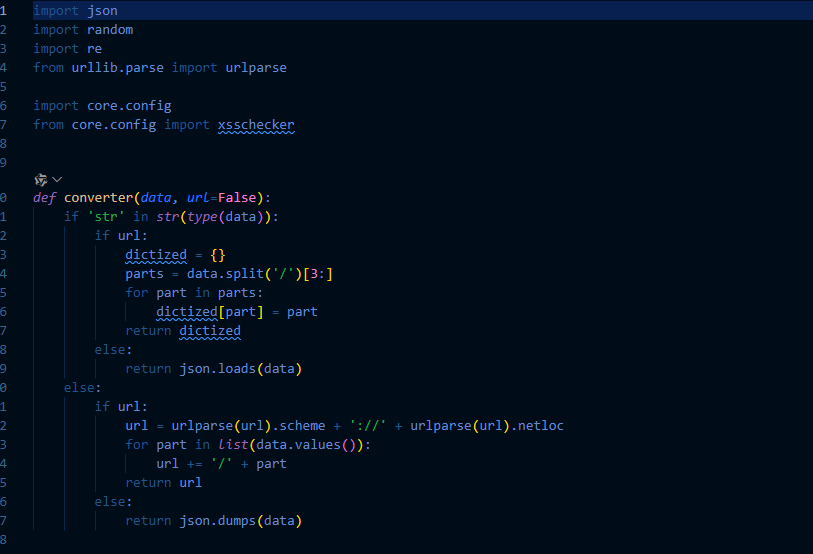 1 import json
2 import random
3 import re
4 from urllib.parse import urlparse
5
6 import core.config
7 from core.config import xsschecker
8
9
0 def converter(data, url=False):
1     if 'str' in str(type(data)):
2         if url:
3             dictized = {}
4             parts = data.split('/')[3:]
5             for part in parts:
6                 dictized[part] = part
7             return dictized
8         else:
9             return json.loads(data)
0     else:
1         if url:
2             url = urlparse(url).scheme + '://' + urlparse(url).netloc
3             for part in list(data.values()):
4                 url += '/' + part
5             return url
6         else:
7             return json.dumps(data)
8